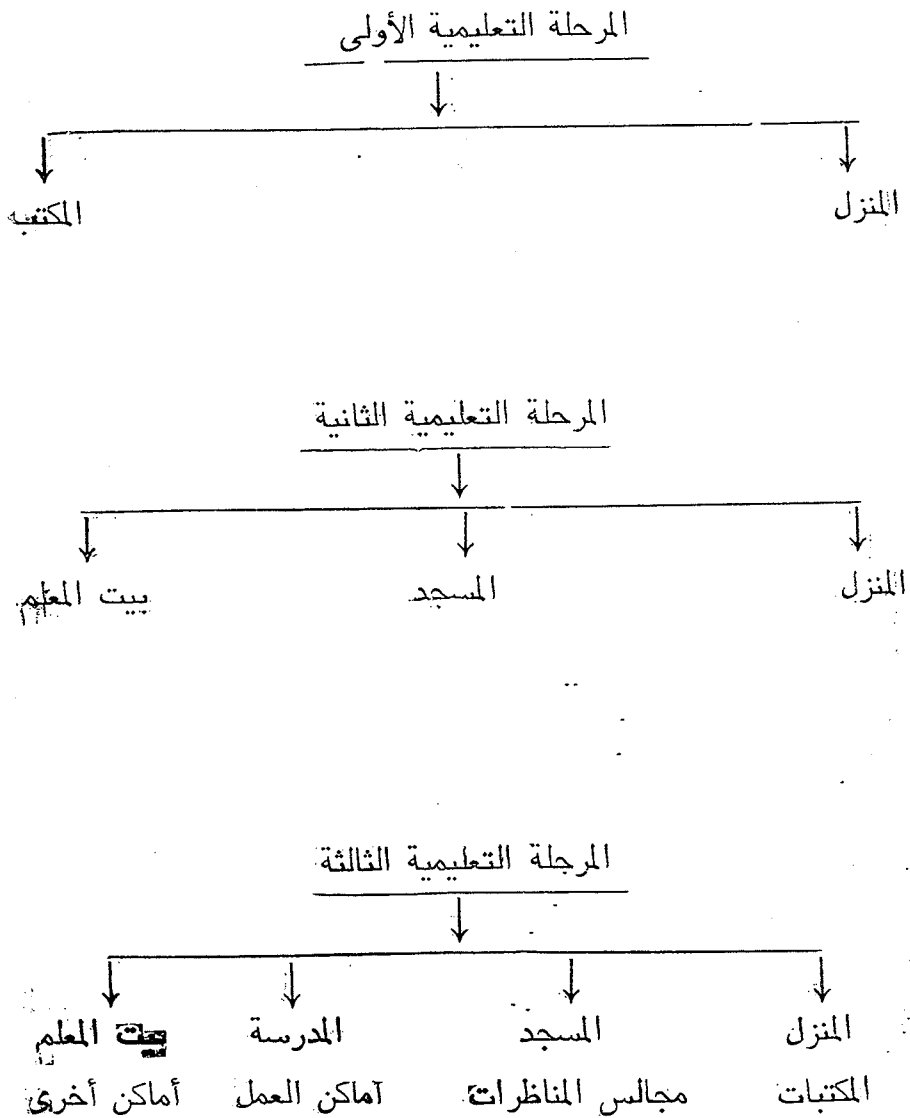 المرحلة التعليمية الأولى
المنزل المكتب
المرحلة التعليمية الثانية
المنزل المسجد بيت المعلم
المرحلة التعليمية الثالثة
المنزل المسجد المدرسة بيت المعلم
المكتبات مجالس المناظرات أماكن العمل أماكن أخرى